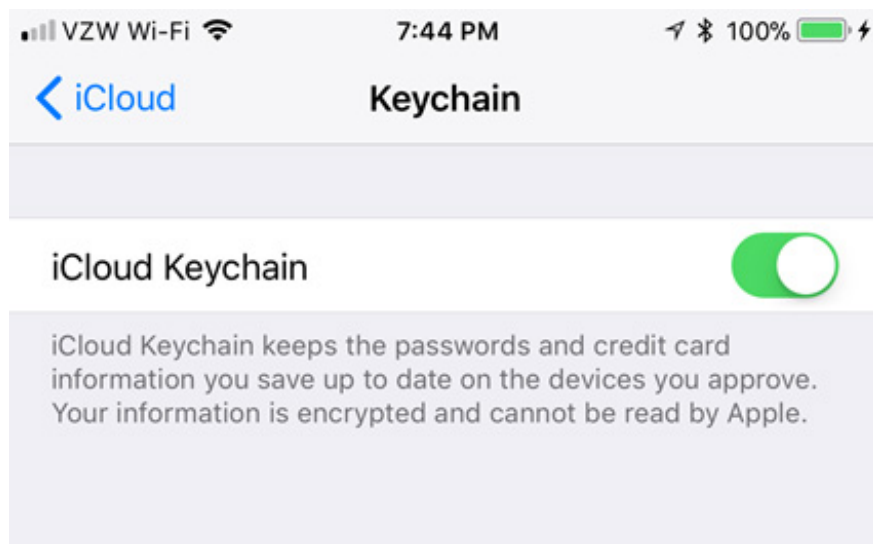 VZW Wi-Fi 7:44 PM 100%
iCloud Keychain
iCloud Keychain
iCloud Keychain keeps the passwords and credit card
information you save up to date on the devices you approve.
Your information is encrypted and cannot be read by Apple.